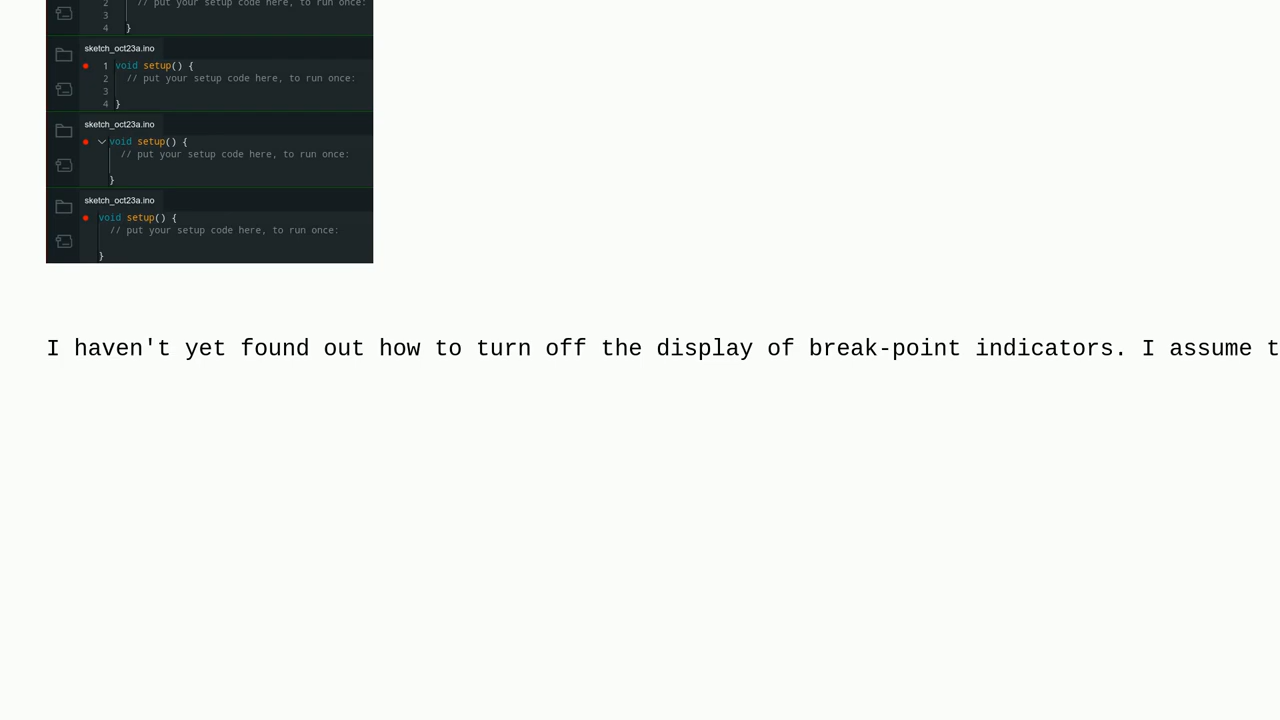 2 // put your setup code here, to run once:
3
4 }
sketch_oct23a.ino
1 void setup() {
2 // put your setup code here, to run once:
3
4 }
sketch_oct23a.ino
void setup() {
// put your setup code here, to run once:
}
sketch_oct23a.ino
void setup() {
// put your setup code here, to run once:
}
I haven't yet found out how to turn off the display of break-point indicators. I assume t